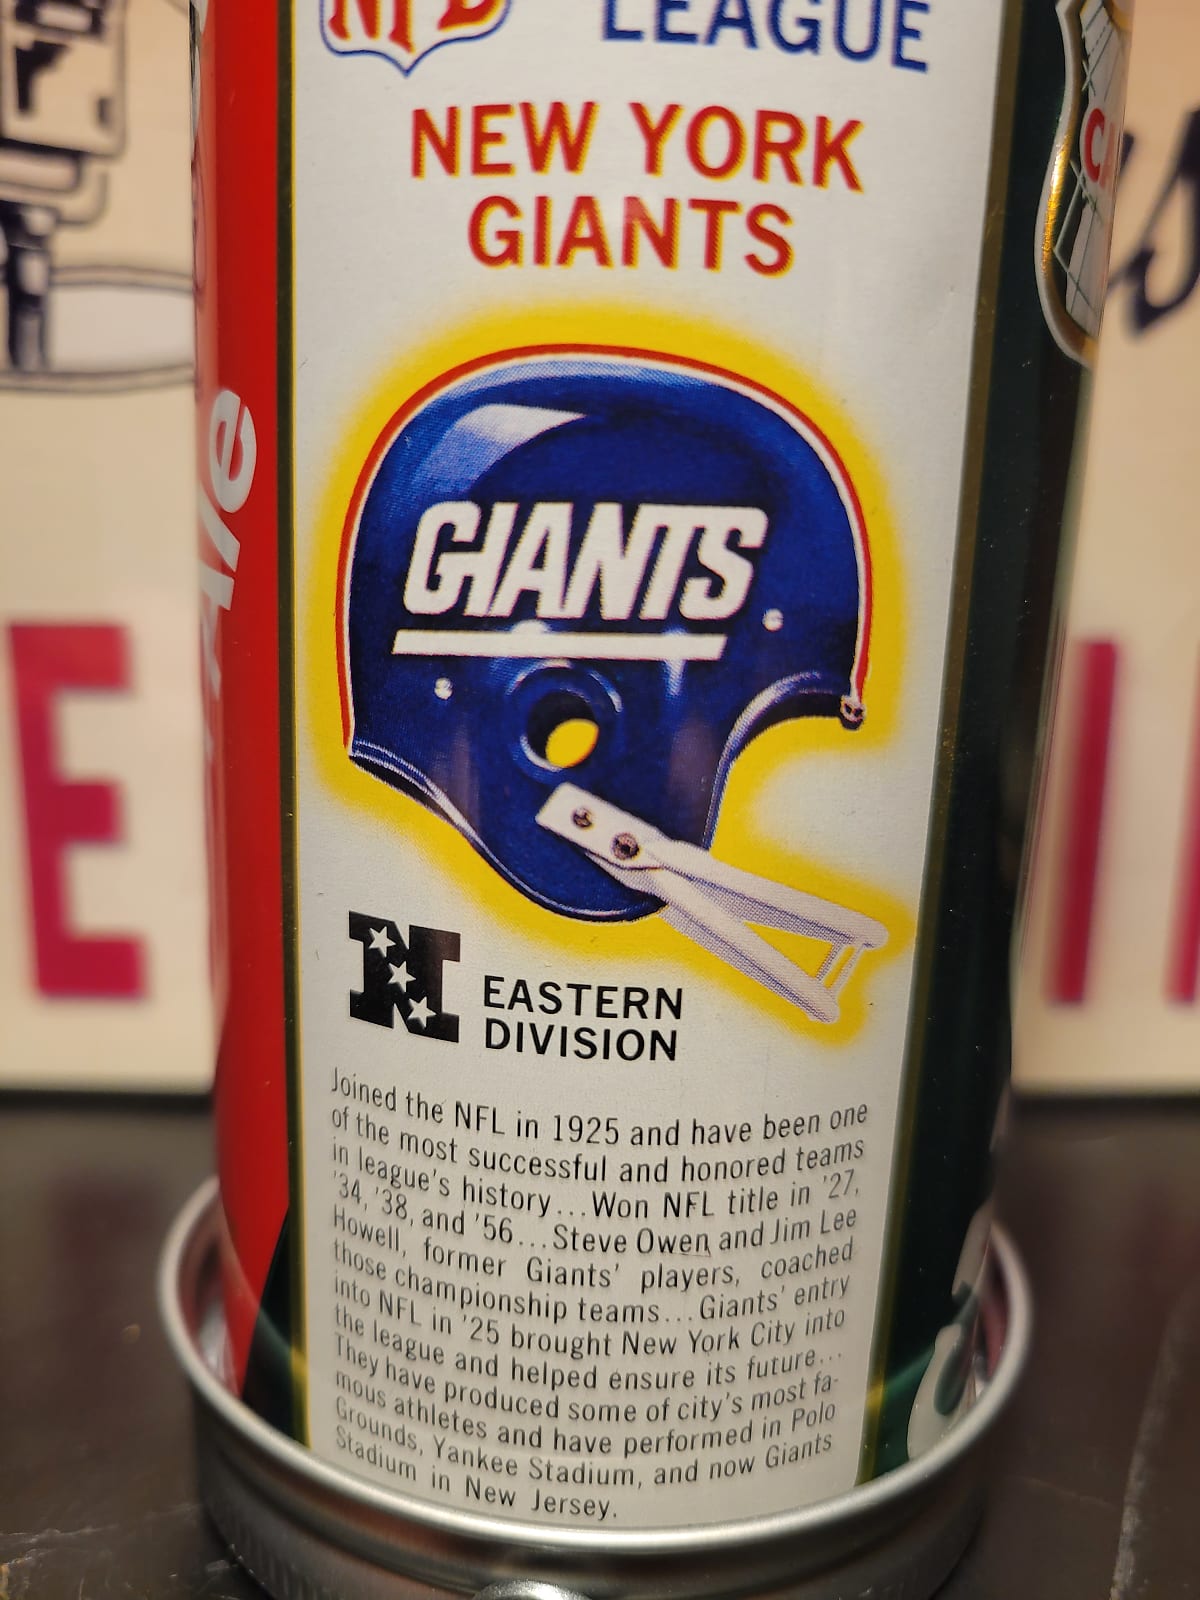 NFL
LEAGUE
NEW YORK
GIANTS
GIANTS
EASTERN
DIVISION
Joined the NFL in 1925 and have been one
of the most successful and honored teams
in league's history...Won NFL title in '27,
'34, '38, and '56...Steve Owen and Jim Lee
Howell, former Giants' players, coached
those championship teams...Giants' entry
into NFL in '25 brought New York City into
the league and helped ensure its future...
They have produced some of city's most fa-
mous athletes and have performed in Polo
Grounds, Yankee Stadium, and now Giants
Stadium in New Jersey.